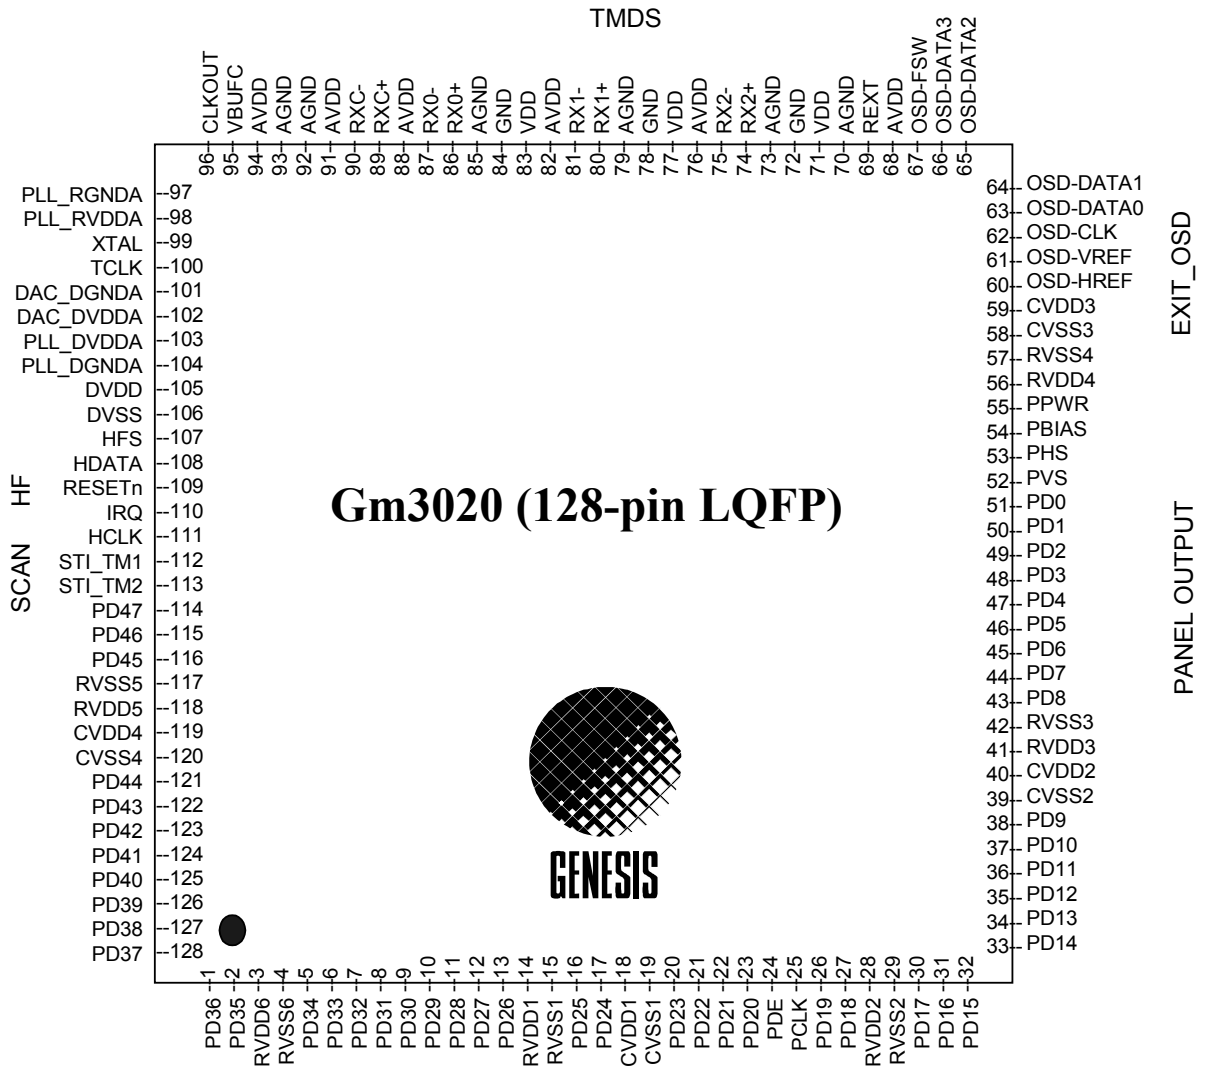 TMDS
96 CLKOUT
95 VBUFC
94 AVDD
93 AGND
92 AGND
91 AVDD
90 RXC-
89 RXC+
88 AVDD
87 RX0-
86 RX0+
85 AGND
84 GND
83 VDD
82 AVDD
81 RX1-
80 RX1+
79 AGND
78 GND
77 VDD
76 AVDD
75 RX2-
74 RX2+
73 AGND
72 GND
71 VDD
70 AGND
69 REXT
68 AVDD
67 OSD-FSW
66 OSD-DATA3
65 OSD-DATA2
PLL_RGNDA --97
PLL_RVDDA --98
XTAL --99
TCLK --100
DAC_DGNDA --101
DAC_DVDDA --102
PLL_DVDDA --103
PLL_DGNDA --104
DVDD --105
DVSS --106
HFS --107
HDATA --108
RESETn --109
IRQ --110
HCLK --111
STI_TM1 --112
STI_TM2 --113
PD47 --114
PD46 --115
PD45 --116
RVSS5 --117
RVDD5 --118
CVDD4 --119
CVSS4 --120
PD44 --121
PD43 --122
PD42 --123
PD41 --124
PD40 --125
PD39 --126
PD38 --127
PD37 --128
HF
SCAN
Gm3020 (128-pin LQFP)
GENESIS
64 OSD-DATA1
63 OSD-DATA0
62 OSD-CLK
61 OSD-VREF
60 OSD-HREF
59 CVDD3
58 CVSS3
57 RVSS4
56 RVDD4
55 PPWR
54 PBIAS
53 PHS
52 PVS
51 PD0
50 PD1
49 PD2
48 PD3
47 PD4
46 PD5
45 PD6
44 PD7
43 PD8
42 RVSS3
41 RVDD3
40 CVDD2
39 CVSS2
38 PD9
37 PD10
36 PD11
35 PD12
34 PD13
33 PD14
EXIT_OSD
PANEL OUTPUT
PD36 --1
PD35 --2
RVDD6 --3
RVSS6 --4
PD34 --5
PD33 --6
PD32 --7
PD31 --8
PD30 --9
PD29 --10
PD28 --11
PD27 --12
PD26 --13
RVDD1 --14
RVSS1 --15
PD25 --16
PD24 --17
CVDD1 --18
CVSS1 --19
PD23 --20
PD22 --21
PD21 --22
PD20 --23
PDE --24
PCLK --25
PD19 --26
PD18 --27
RVDD2 --28
RVSS2 --29
PD17 --30
PD16 --31
PD15 --32